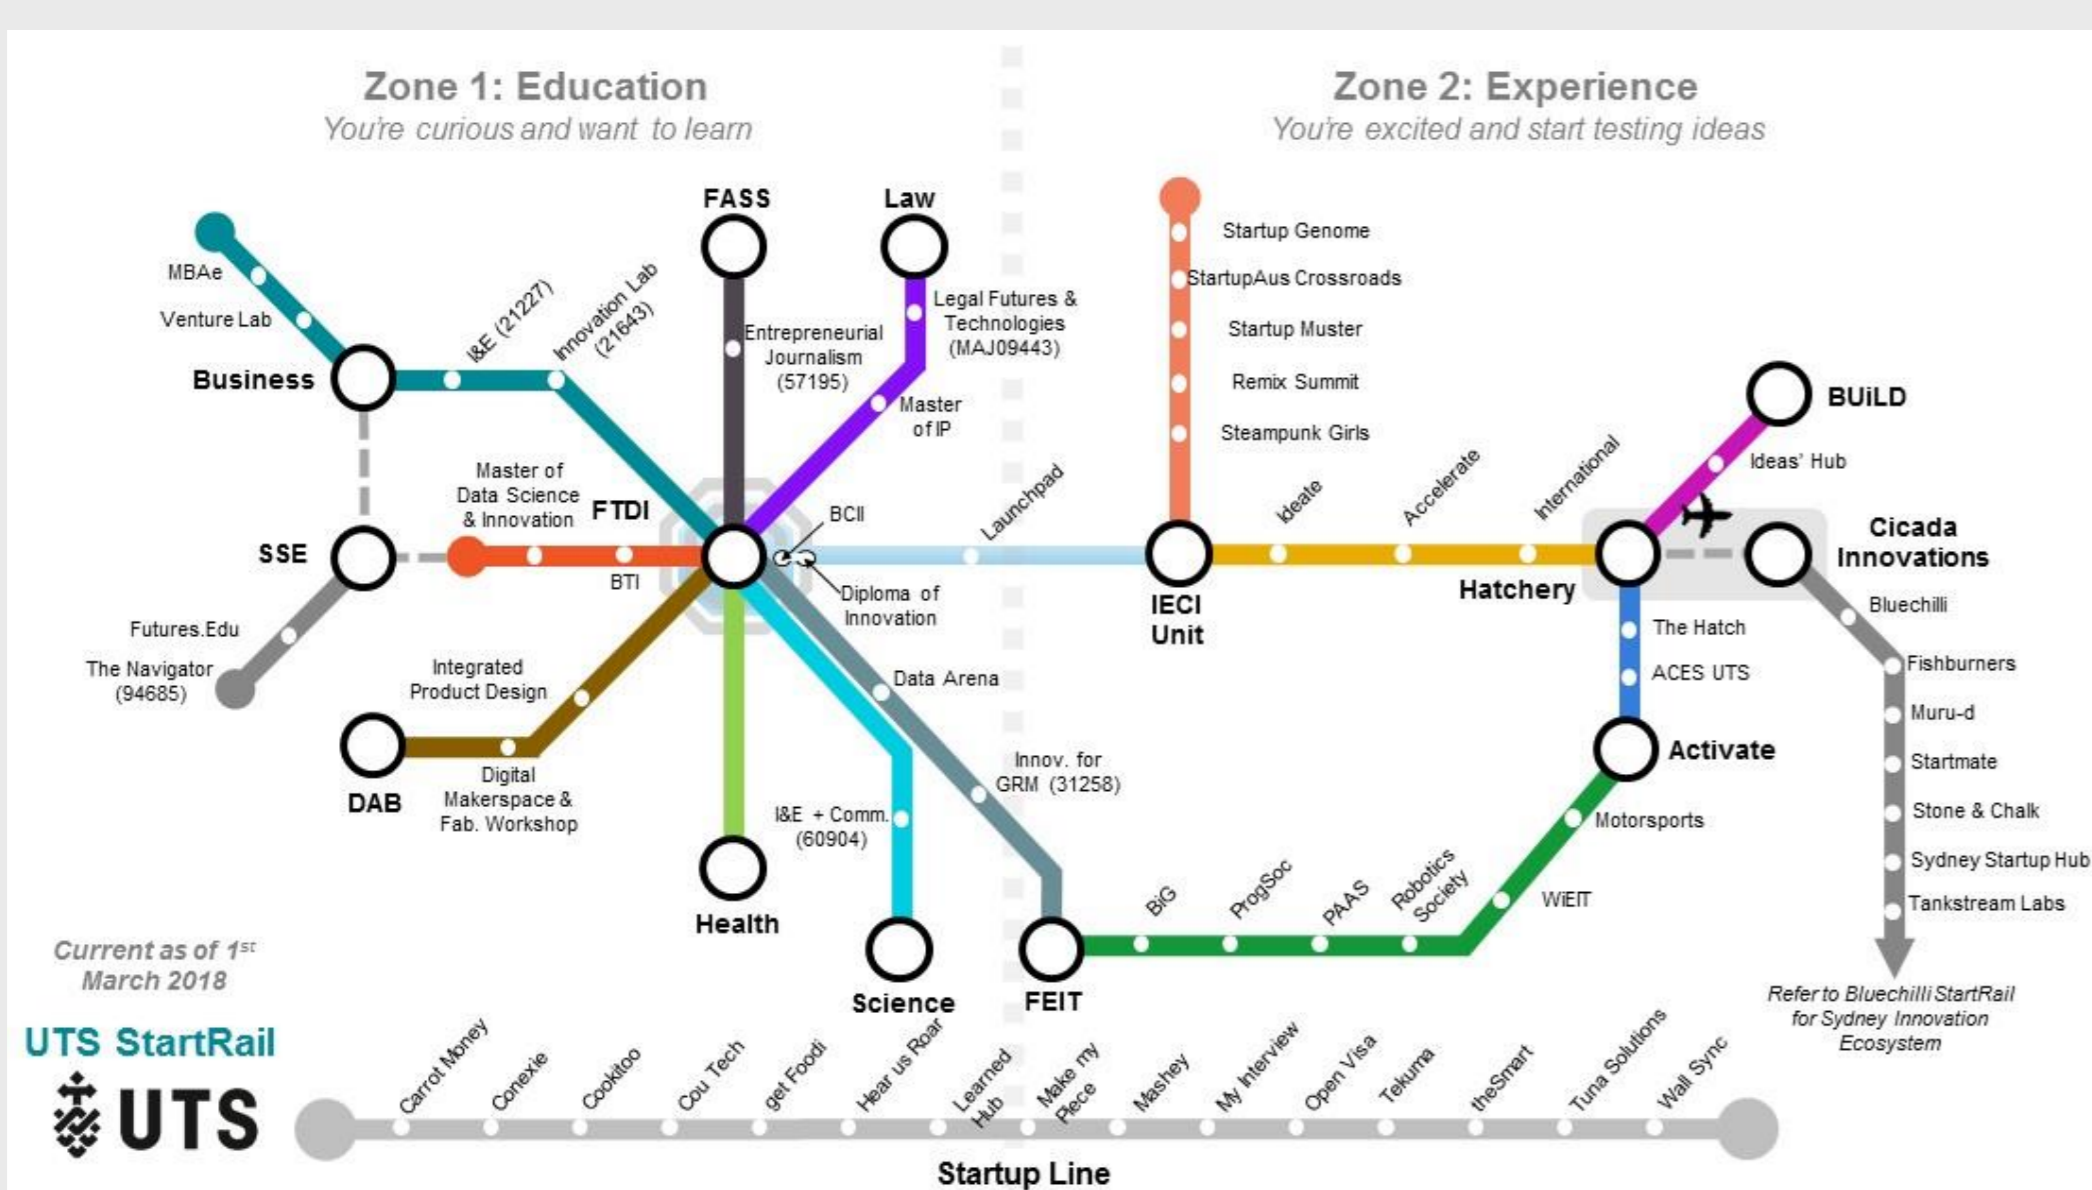 Zone 1: Education
You're curious and want to learn
Zone 2: Experience
You're excited and start testing ideas
FASS
Law
MBAe
Venture Lab
Business
I&E (21227)
Innovation Lab
(21643)
Entrepreneurial
Journalism
(57195)
Legal Futures &
Technologies
(MAJ09443)
Master
of IP
Startup Genome
StartupAus Crossroads
Startup Muster
Remix Summit
Steampunk Girls
BUiLD
Ideas' Hub
Master of
Data Science
& Innovation
FTDI
BCII
Launchpad
Ideate
Accelerate
International
Cicada
Innovations
SSE
BTI
Diploma of
Innovation
IECI
Unit
Hatchery
Bluechilli
Futures.Edu
The Navigator
(94685)
Integrated
Product Design
Data Arena
The Hatch
ACES UTS
Fishburners
Muru-d
Startmate
Stone & Chalk
Sydney Startup Hub
Tankstream Labs
DAB
Digital
Makerspace &
Fab. Workshop
Innov. for
GRM (31258)
I&E + Comm.
(60904)
Activate
Motorsports
WiEIT
BiG
ProgSoc
PAAS
Robotics
Society
Health
Science
FEIT
Refer to Bluechilli StartRail
for Sydney Innovation
Ecosystem
Current as of 1st
March 2018
UTS StartRail
UTS
Carrot Money
Conexie
Cookitoo
Cou Tech
get Foodi
Hear us Roar
Learned
Hub
Make my
Piece
Mashey
My Interview
Open Visa
Tekuma
theSmart
Tuna Solutions
Wall Sync
Startup Line